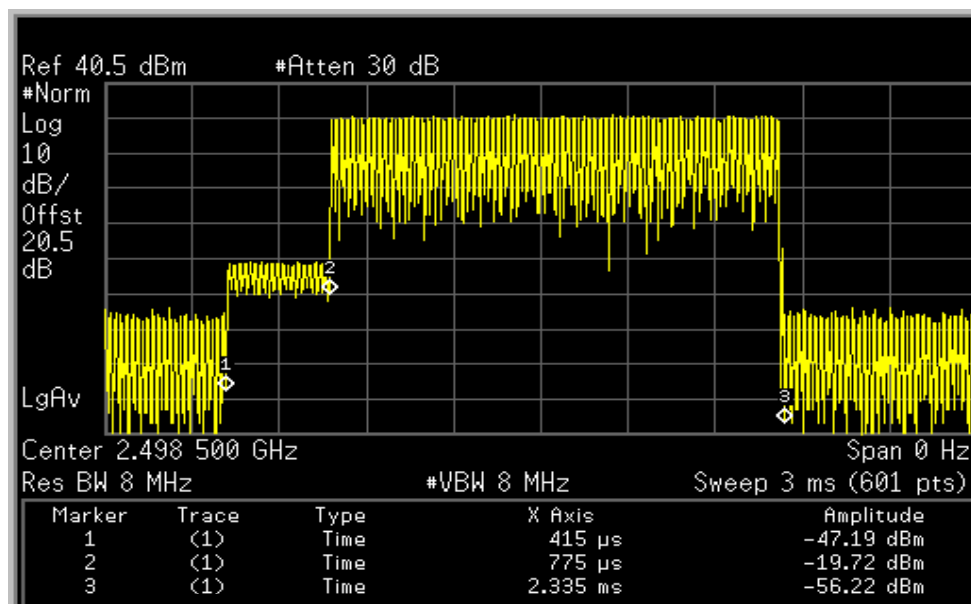 Ref 40.5 dBm #Atten 30 dB
#Norm
Log
10
dB/
Offst
20.5
dB
2
1
LgAv
3
Center 2.498 500 GHz Span 0 Hz
Res BW 8 MHz #VBW 8 MHz Sweep 3 ms (601 pts)
Marker Trace Type X Axis Amplitude
1 (1) Time 415 µs -47.19 dBm
2 (1) Time 775 µs -19.72 dBm
3 (1) Time 2.335 ms -56.22 dBm